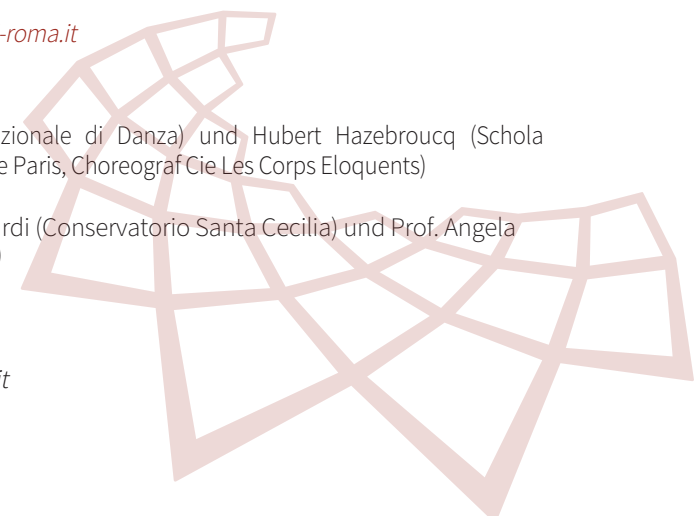 -roma.it
zionale di Danza) und Hubert Hazebroucq (Schola
e Paris, Choreograf Cie Les Corps Eloquents)
rdi (Conservatorio Santa Cecilia) und Prof. Angela
)
it